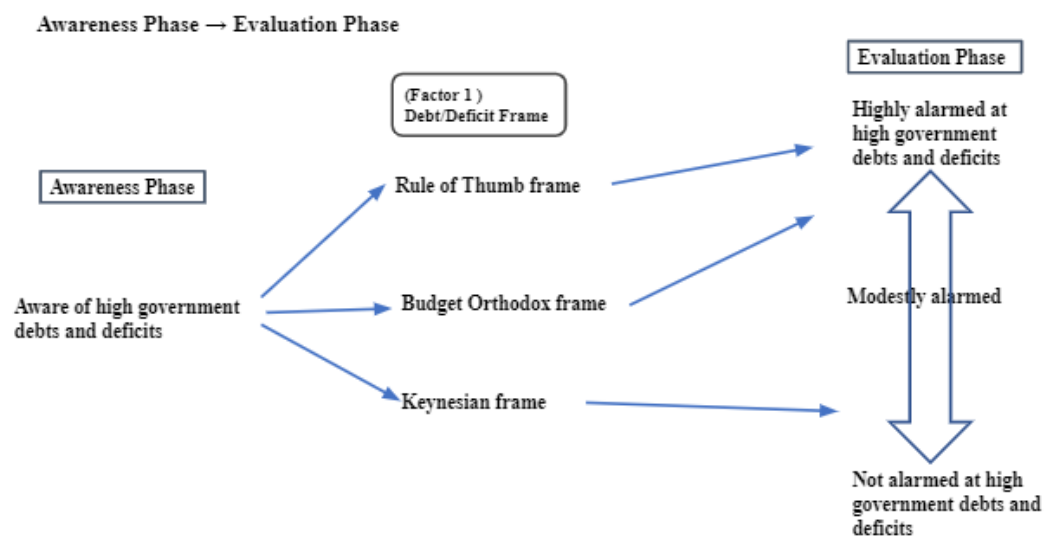 Awareness Phase → Evaluation Phase
Evaluation Phase
(Factor 1 )
Debt/Deficit Frame
Highly alarmed at
high government
debts and deficits
Awareness Phase
Rule of Thumb frame
Aware of high government
debts and deficits
Budget Orthodox frame
Modestly alarmed
Keynesian frame
Not alarmed at high
government debts and
deficits